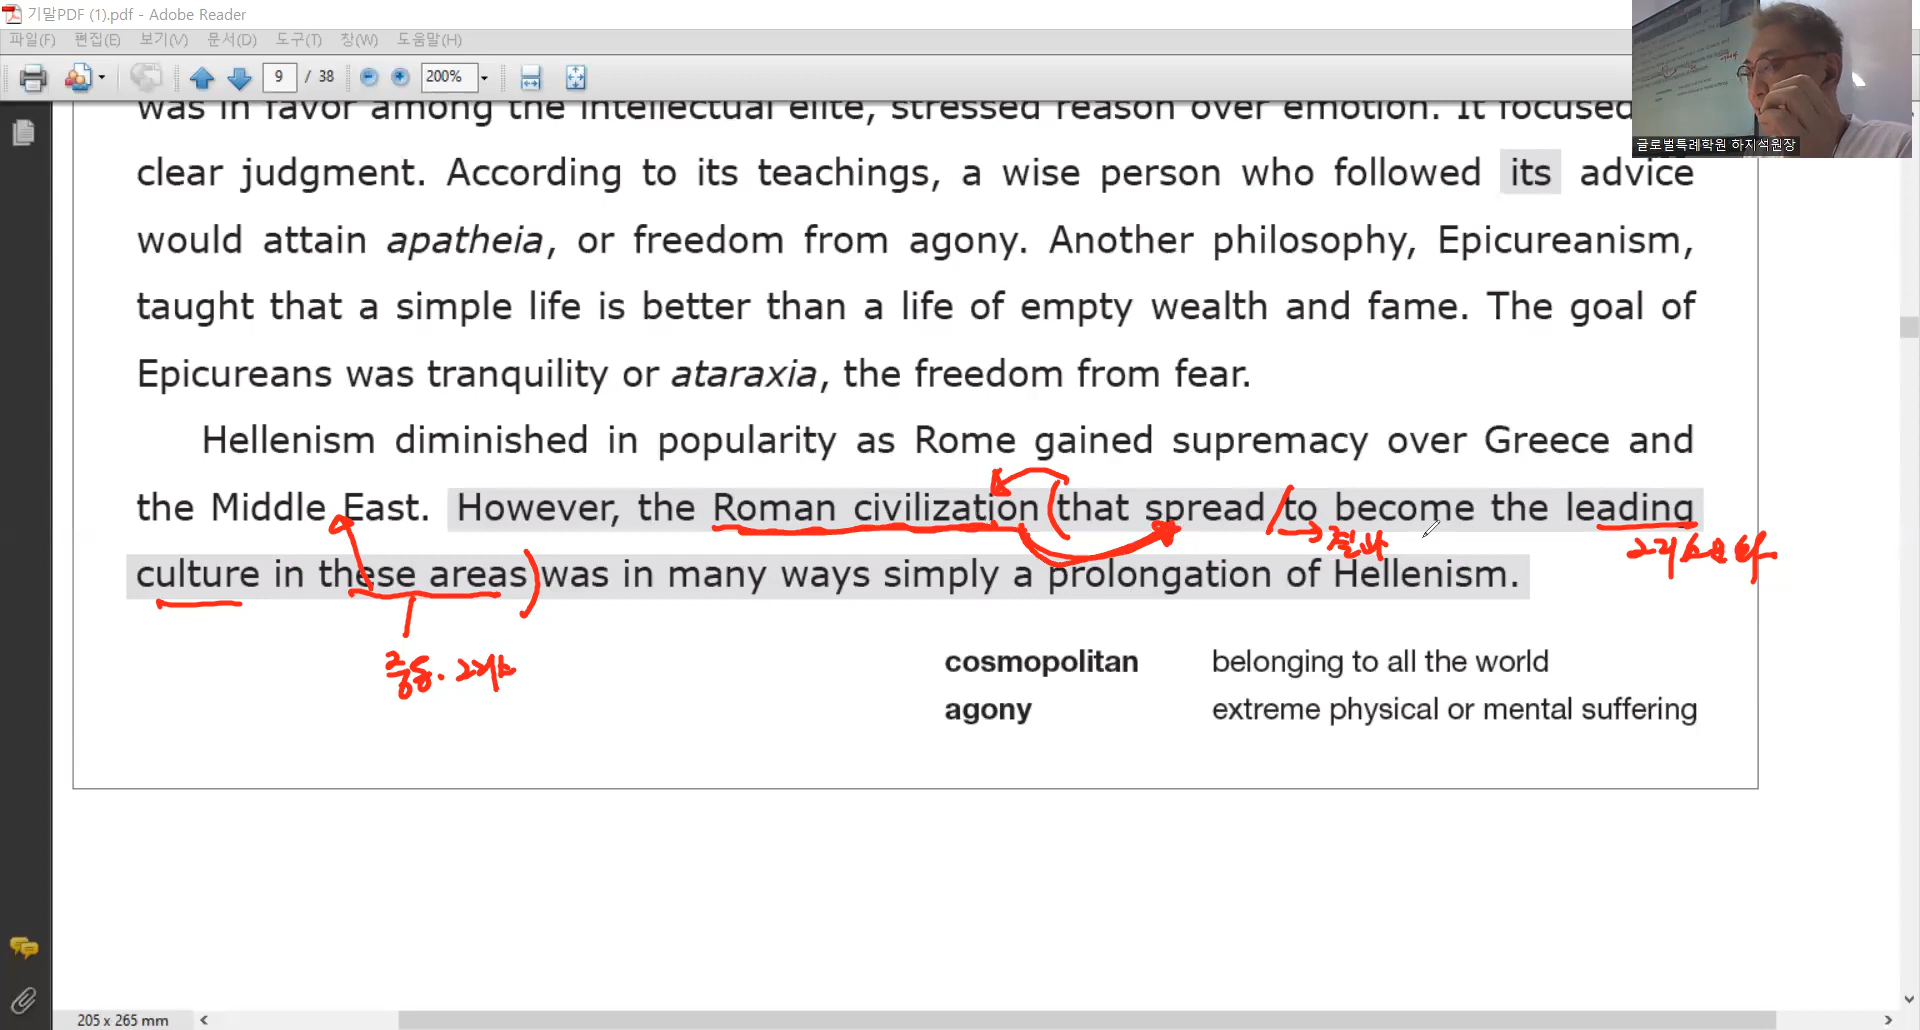 기말PDF (1).pdf - Adobe Reader
파일(F) 편집(E) 보기(V) 문서(D) 도구(T) 창(W) 도움말(H)
9 / 38 200%
글로벌특례학원 하지석원장
was in favor among the intellectual elite, stressed reason over emotion. It focused
clear judgment. According to its teachings, a wise person who followed its advice
would attain apatheia, or freedom from agony. Another philosophy, Epicureanism,
taught that a simple life is better than a life of empty wealth and fame. The goal of
Epicureans was tranquility or ataraxia, the freedom from fear.
Hellenism diminished in popularity as Rome gained supremacy over Greece and
the Middle East. However, the Roman civilization that spread to become the leading
결과
culture in these areas was in many ways simply a prolongation of Hellenism.
중동. 그리스
cosmopolitan belonging to all the world
agony extreme physical or mental suffering
205 x 265 mm